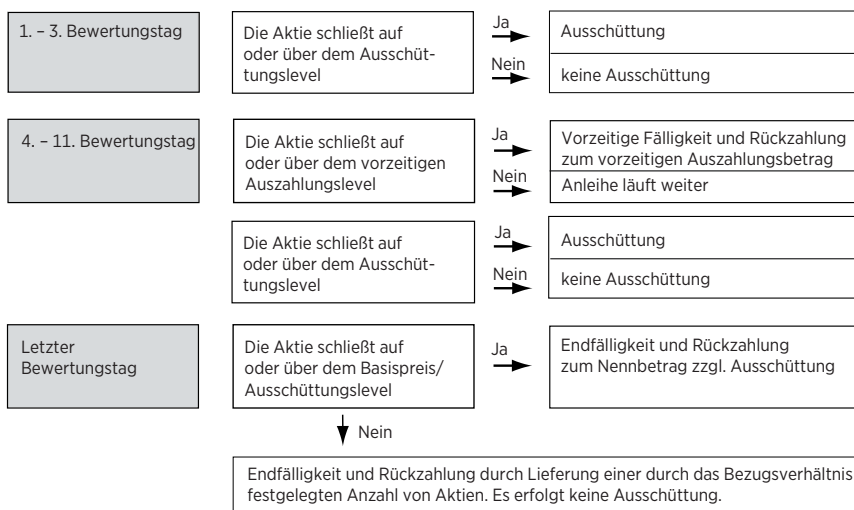 1. – 3. Bewertungstag
Die Aktie schließt auf
oder über dem Ausschüt-
tungslevel
Ja
Ausschüttung
Nein
keine Ausschüttung
4. – 11. Bewertungstag
Die Aktie schließt auf
oder über dem vorzeitigen
Auszahlungslevel
Ja
Vorzeitige Fälligkeit und Rückzahlung
zum vorzeitigen Auszahlungsbetrag
Nein
Anleihe läuft weiter
Die Aktie schließt auf
oder über dem Ausschüt-
tungslevel
Ja
Ausschüttung
Nein
keine Ausschüttung
Letzter
Bewertungstag
Die Aktie schließt auf
oder über dem Basispreis/
Ausschüttungslevel
Ja
Endfälligkeit und Rückzahlung
zum Nennbetrag zzgl. Ausschüttung
Nein
Endfälligkeit und Rückzahlung durch Lieferung einer durch das Bezugsverhältnis
festgelegten Anzahl von Aktien. Es erfolgt keine Ausschüttung.